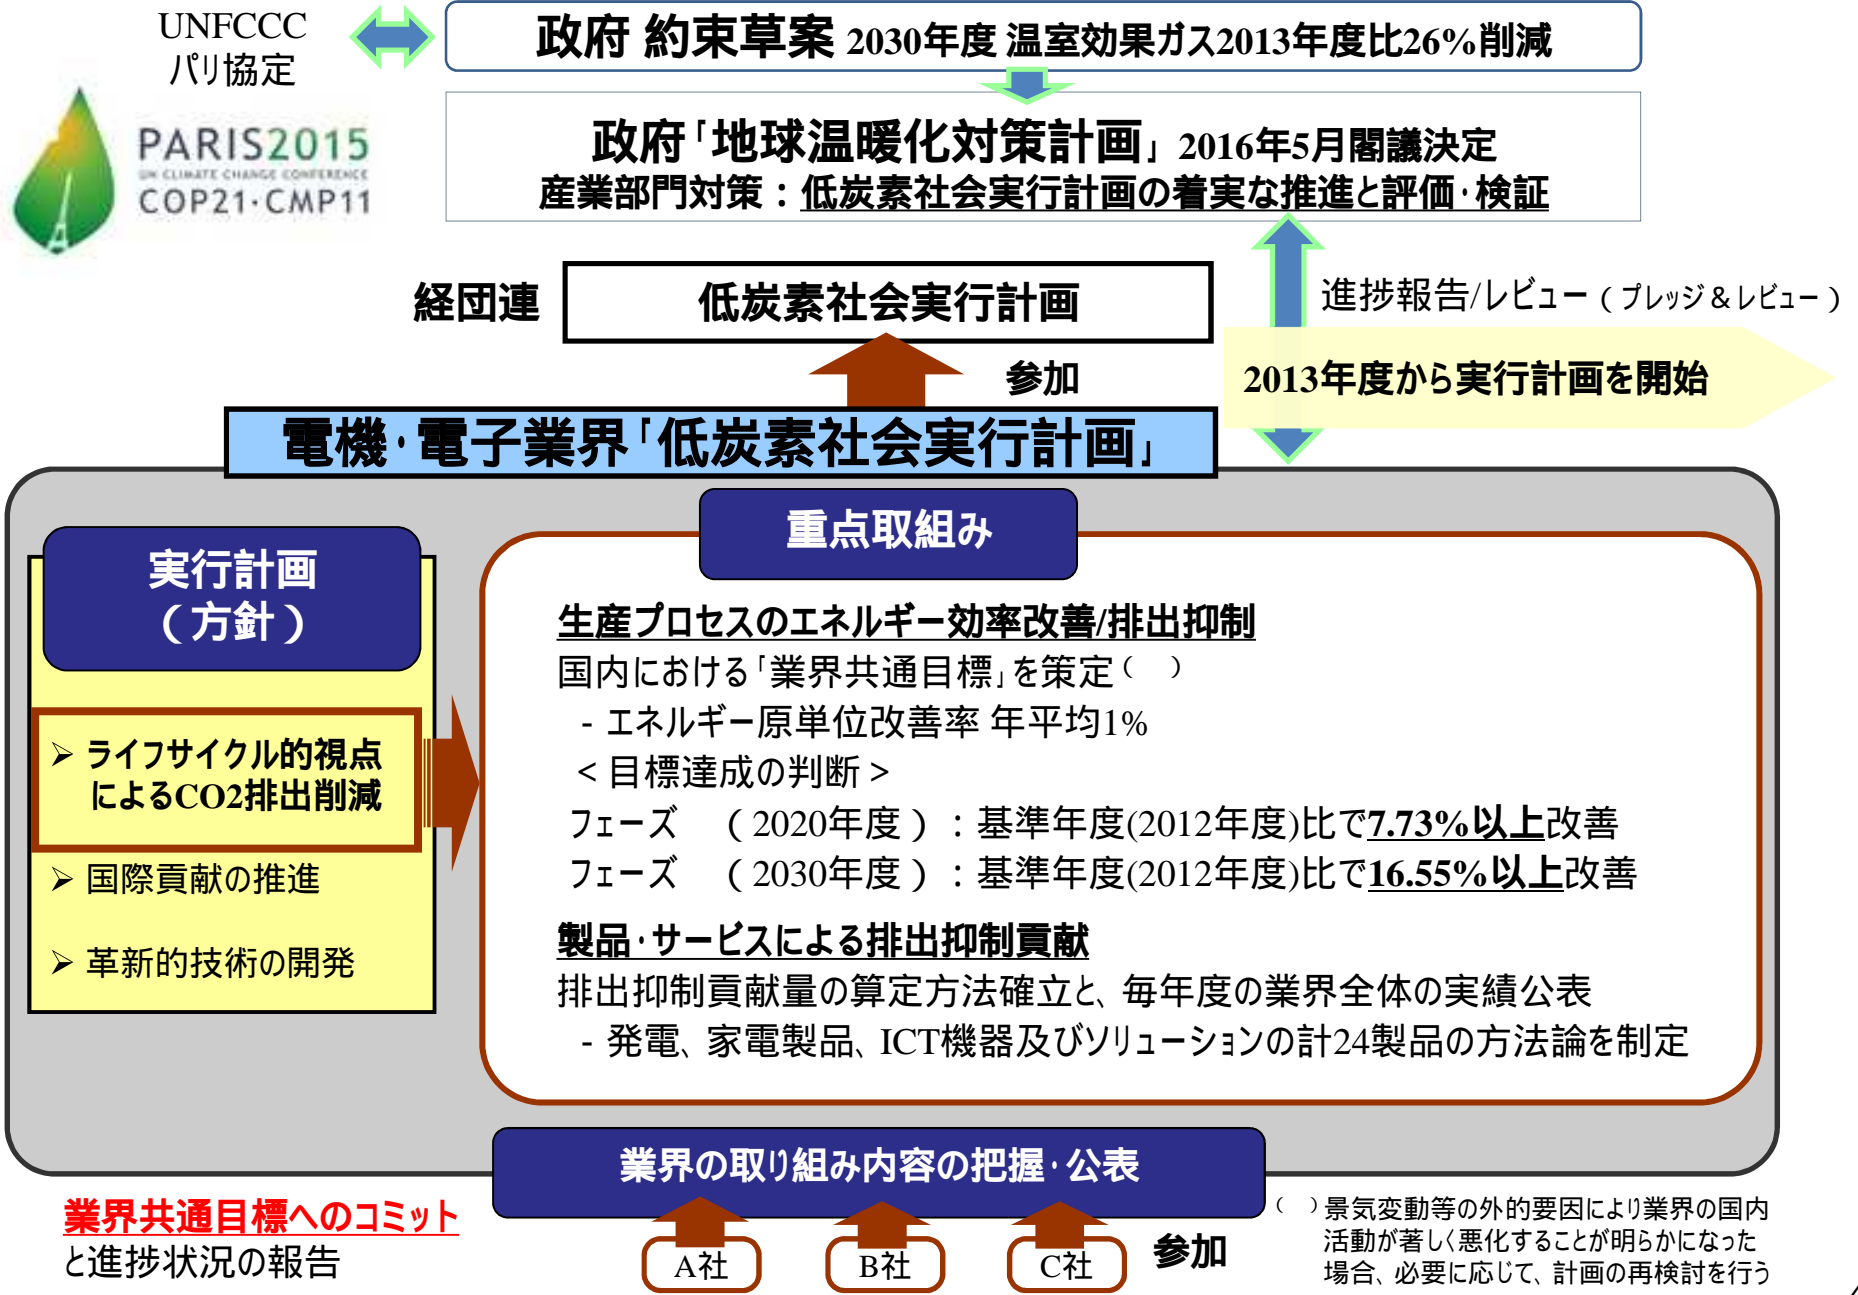 UNFCCC
パリ協定
政府 約束草案 2030年度 温室効果ガス2013年度比26%削減
PARIS2015
UN CLIMATE CHANGE CONFERENCE
COP21・CMP11
政府「地球温暖化対策計画」 2016年5月閣議決定
産業部門対策：低炭素社会実行計画の着実な推進と評価・検証
経団連
低炭素社会実行計画
進捗報告/レビュー（プレッジ＆レビュー）
参加
2013年度から実行計画を開始
電機・電子業界「低炭素社会実行計画」
重点取組み
実行計画
（方針）
➢ ライフサイクル的視点
によるCO2排出削減
➢ 国際貢献の推進
➢ 革新的技術の開発
生産プロセスのエネルギー効率改善/排出抑制
国内における「業界共通目標」を策定（　）
- エネルギー原単位改善率 年平均1%
＜目標達成の判断＞
フェーズ　（2020年度）：基準年度(2012年度)比で7.73%以上改善
フェーズ　（2030年度）：基準年度(2012年度)比で16.55%以上改善
製品・サービスによる排出抑制貢献
排出抑制貢献量の算定方法確立と、毎年度の業界全体の実績公表
- 発電、家電製品、ICT機器及びソリューションの計24製品の方法論を制定
業界の取り組み内容の把握・公表
業界共通目標へのコミット
と進捗状況の報告
A社
B社
C社
参加
（　）景気変動等の外的要因により業界の国内
活動が著しく悪化することが明らかになった
場合、必要に応じて、計画の再検討を行う